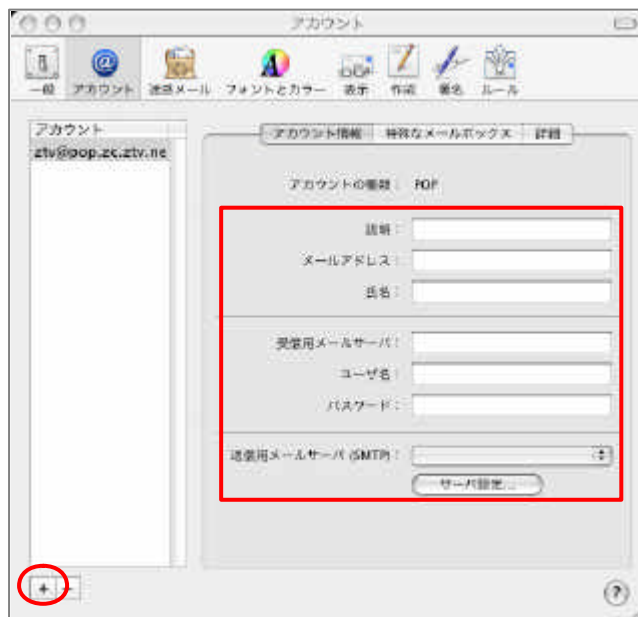 アカウント
一般 アカウント 迷惑メール フォントとカラー 表示 作成 署名 ルール
アカウント
ztv@pop.zc.ztv.ne
アカウント情報 特殊なメールボックス 詳細
アカウントの種類： POP
説明：
メールアドレス：
氏名：
受信用メールサーバ：
ユーザ名：
パスワード：
送信用メールサーバ (SMTP)：
サーバ設定...
+ -
?